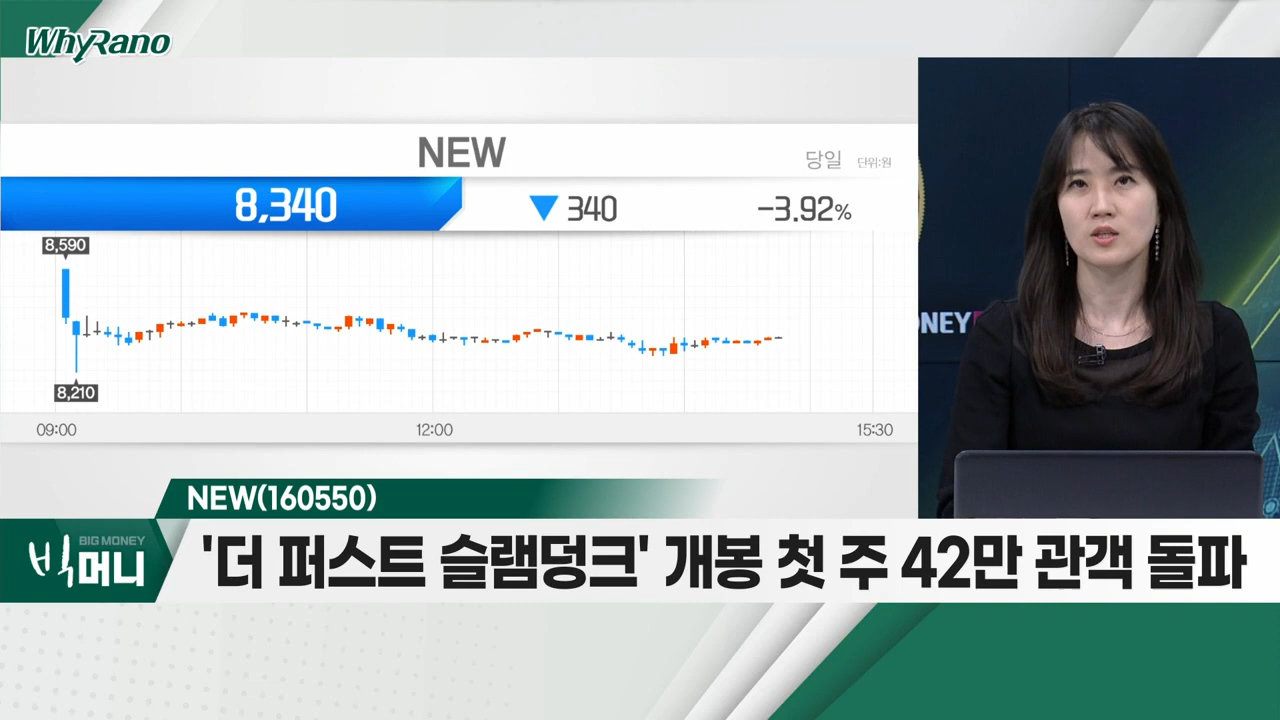 WhyRano
NEW
당일 단위:원
8,340 ▼ 340 -3.92%
8,590
8,210
09:00 12:00 15:30
NEY
NEW(160550)
BIG MONEY
빅머니
'더 퍼스트 슬램덩크' 개봉 첫 주 42만 관객 돌파